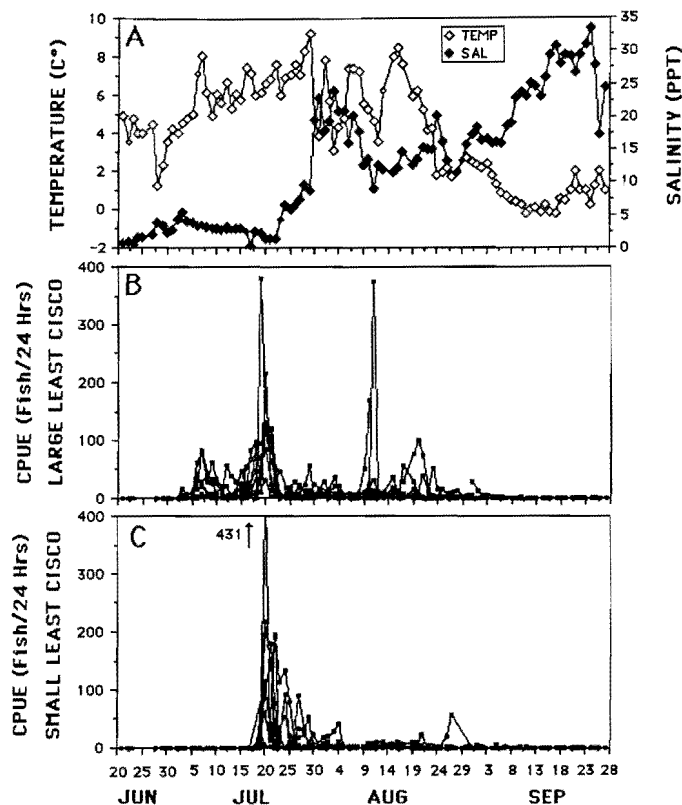 A
TEMPERATURE (C°)
10
8
6
4
2
0
-2
TEMP
SAL
35
30
25
20
15
10
5
0
SALINITY (PPT)
B
CPUE (Fish/24 Hrs)
LARGE LEAST CISCO
400
300
200
100
0
C
431
CPUE (Fish/24 Hrs)
SMALL LEAST CISCO
400
300
200
100
0
20 25 30 5 10 15 20 25 30 4 9 14 19 24 29 3 8 13 18 23 28
JUN JUL AUG SEP